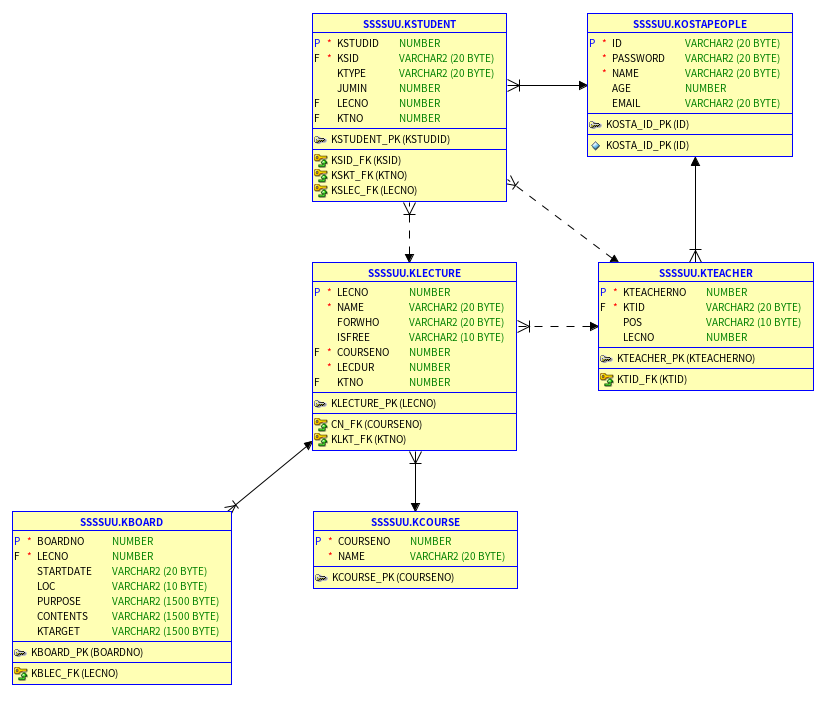 SSSSUU.KSTUDENT
P * KSTUDID NUMBER
F * KSID VARCHAR2 (20 BYTE)
KTYPE VARCHAR2 (20 BYTE)
JUMIN NUMBER
F LECNO NUMBER
F KTNO NUMBER
KSTUDENT_PK (KSTUDID)
KSID_FK (KSID)
KSKT_FK (KTNO)
KSLEC_FK (LECNO)
SSSSUU.KOSTAPEOPLE
P * ID VARCHAR2 (20 BYTE)
* PASSWORD VARCHAR2 (20 BYTE)
* NAME VARCHAR2 (20 BYTE)
AGE NUMBER
EMAIL VARCHAR2 (20 BYTE)
KOSTA_ID_PK (ID)
KOSTA_ID_PK (ID)
SSSSUU.KLECTURE
P * LECNO NUMBER
* NAME VARCHAR2 (20 BYTE)
FORWHO VARCHAR2 (20 BYTE)
ISFREE VARCHAR2 (10 BYTE)
F * COURSENO NUMBER
* LECDUR NUMBER
F KTNO NUMBER
KLECTURE_PK (LECNO)
CN_FK (COURSENO)
KLKT_FK (KTNO)
SSSSUU.KTEACHER
P * KTEACHERNO NUMBER
F * KTID VARCHAR2 (20 BYTE)
POS VARCHAR2 (10 BYTE)
LECNO NUMBER
KTEACHER_PK (KTEACHERNO)
KTID_FK (KTID)
SSSSUU.KBOARD
P * BOARDNO NUMBER
F * LECNO NUMBER
STARTDATE VARCHAR2 (20 BYTE)
LOC VARCHAR2 (10 BYTE)
PURPOSE VARCHAR2 (1500 BYTE)
CONTENTS VARCHAR2 (1500 BYTE)
KTARGET VARCHAR2 (1500 BYTE)
KBOARD_PK (BOARDNO)
KBLEC_FK (LECNO)
SSSSUU.KCOURSE
P * COURSENO NUMBER
* NAME VARCHAR2 (20 BYTE)
KCOURSE_PK (COURSENO)